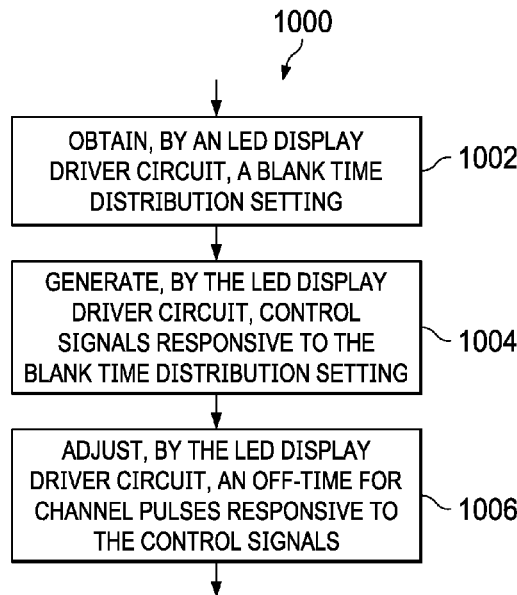 1000
OBTAIN, BY AN LED DISPLAY
DRIVER CIRCUIT, A BLANK TIME
DISTRIBUTION SETTING
1002
GENERATE, BY THE LED DISPLAY
DRIVER CIRCUIT, CONTROL
SIGNALS RESPONSIVE TO THE
BLANK TIME DISTRIBUTION SETTING
1004
ADJUST, BY THE LED DISPLAY
DRIVER CIRCUIT, AN OFF-TIME FOR
CHANNEL PULSES RESPONSIVE TO
THE CONTROL SIGNALS
1006